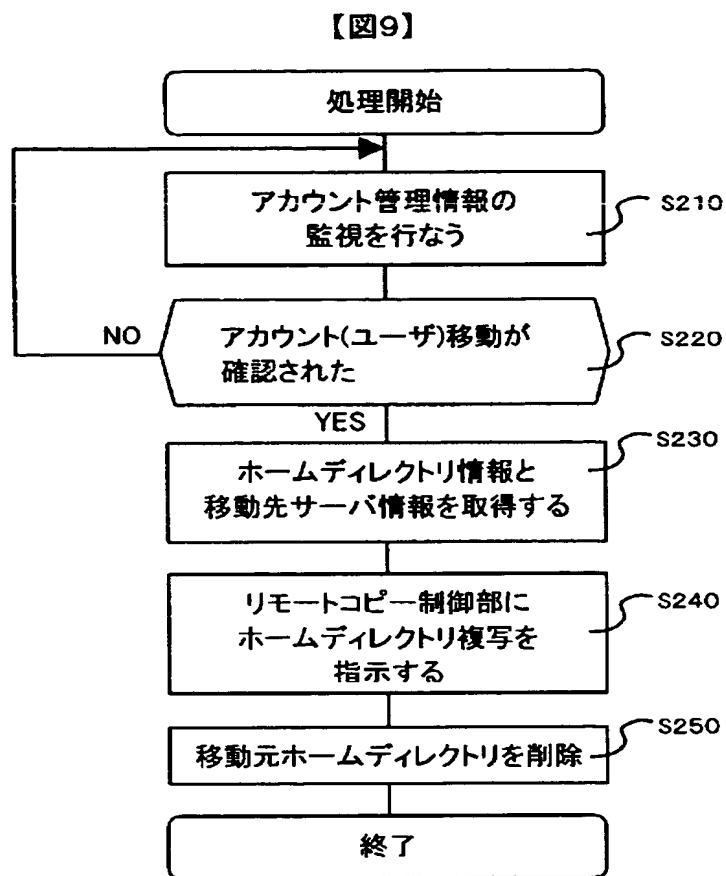 【図9】
処理開始
アカウント管理情報の
監視を行なう
S210
アカウント(ユーザ)移動が
確認された
S220
NO
YES
S230
ホームディレクトリ情報と
移動先サーバ情報を取得する
リモートコピー制御部に
ホームディレクトリ複写を
指示する
S240
S250
移動元ホームディレクトリを削除
終了